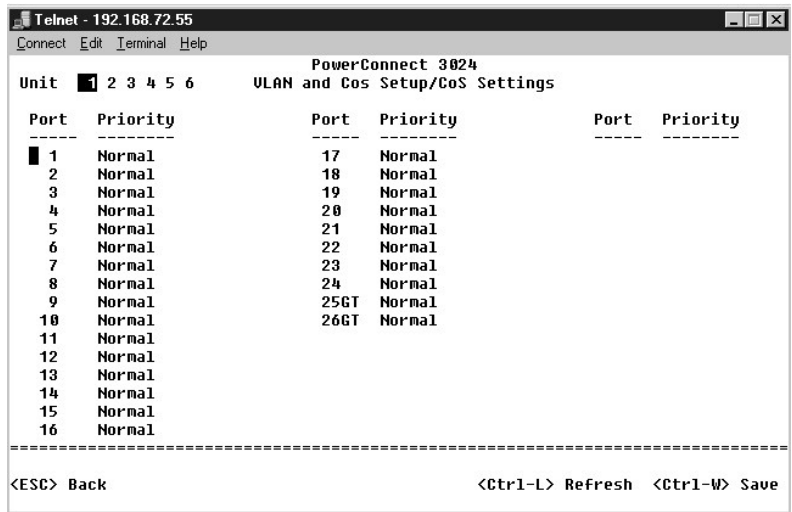 Telnet - 192.168.72.55
Connect Edit Terminal Help
PowerConnect 3024
Unit 1 2 3 4 5 6 VLAN and Cos Setup/CoS Settings
Port Priority Port Priority Port Priority
----- -------- ----- -------- ----- --------
1 Normal 17 Normal
2 Normal 18 Normal
3 Normal 19 Normal
4 Normal 20 Normal
5 Normal 21 Normal
6 Normal 22 Normal
7 Normal 23 Normal
8 Normal 24 Normal
9 Normal 25GT Normal
10 Normal 26GT Normal
11 Normal
12 Normal
13 Normal
14 Normal
15 Normal
16 Normal
================================================================================
<ESC> Back <Ctrl-L> Refresh <Ctrl-W> Save